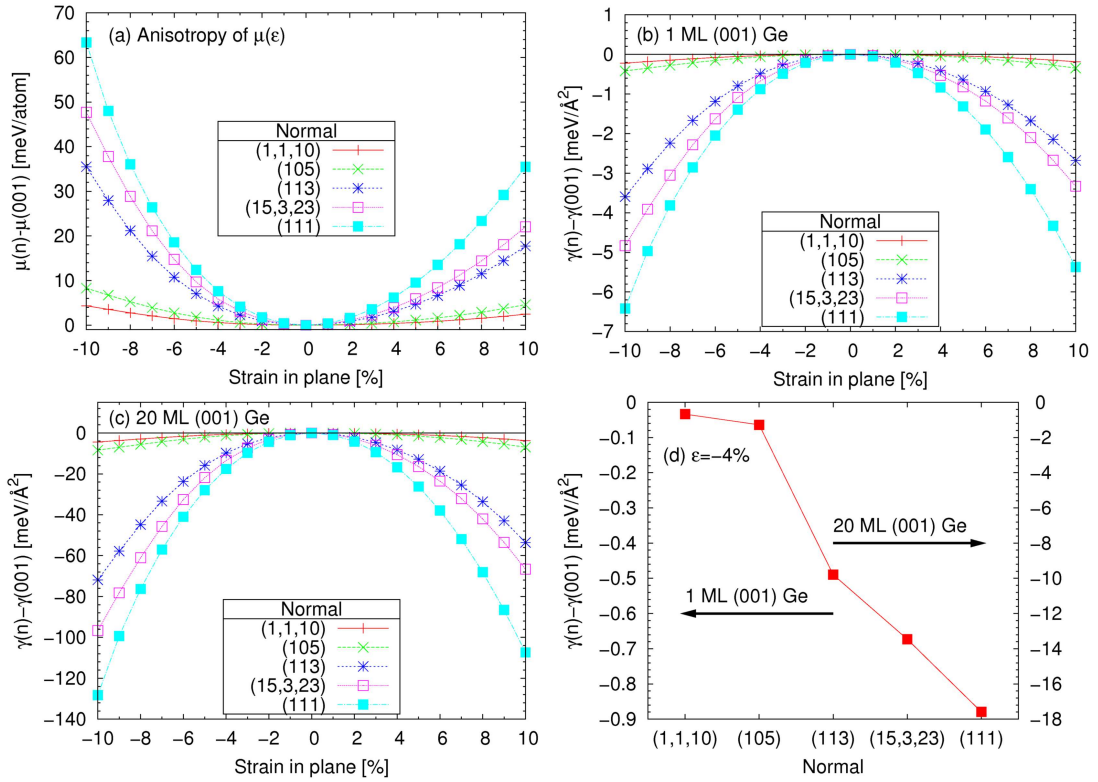 (a) Anisotropy of μ(ε)
μ(n)-μ(001) [meV/atom]
70
60
50
40
30
20
10
0
Normal
(1,1,10)
(105)
(113)
(15,3,23)
(111)
-10 -8 -6 -4 -2 0 2 4 6 8 10
Strain in plane [%]
(b) 1 ML (001) Ge
γ(n)−γ(001) [meV/Å²]
1
0
−1
−2
−3
−4
−5
−6
−7
Normal
(1,1,10)
(105)
(113)
(15,3,23)
(111)
−10 −8 −6 −4 −2 0 2 4 6 8 10
Strain in plane [%]
(c) 20 ML (001) Ge
γ(n)−γ(001) [meV/Å²]
20
0
−20
−40
−60
−80
−100
−120
−140
Normal
(1,1,10)
(105)
(113)
(15,3,23)
(111)
−10 −8 −6 −4 −2 0 2 4 6 8 10
Strain in plane [%]
(d) ε=−4%
γ(n)−γ(001) [meV/Å²]
0
−0.1
−0.2
−0.3
−0.4
−0.5
−0.6
−0.7
−0.8
−0.9
20 ML (001) Ge
1 ML (001) Ge
0
−2
−4
−6
−8
−10
−12
−14
−16
−18
(1,1,10) (105) (113) (15,3,23) (111)
Normal